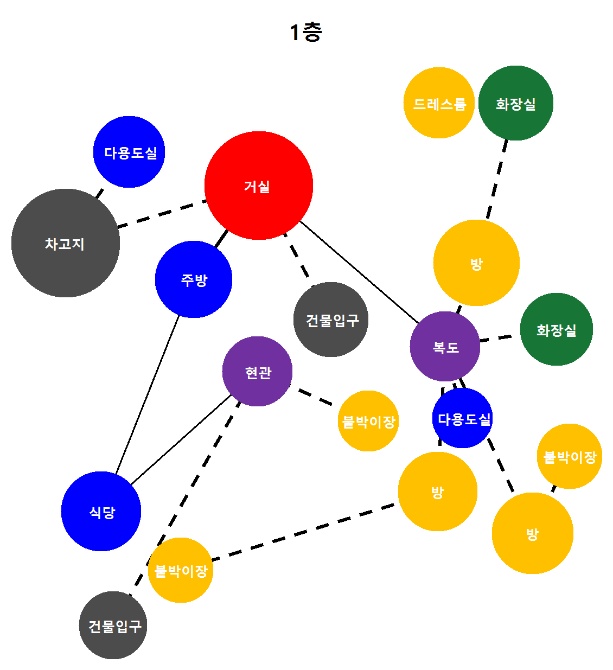 1층
드레스룸
화장실
다용도실
거실
차고지
방
주방
건물입구
화장실
복도
현관
붙박이장
다용도실
붙박이장
방
식당
방
붙박이장
건물입구